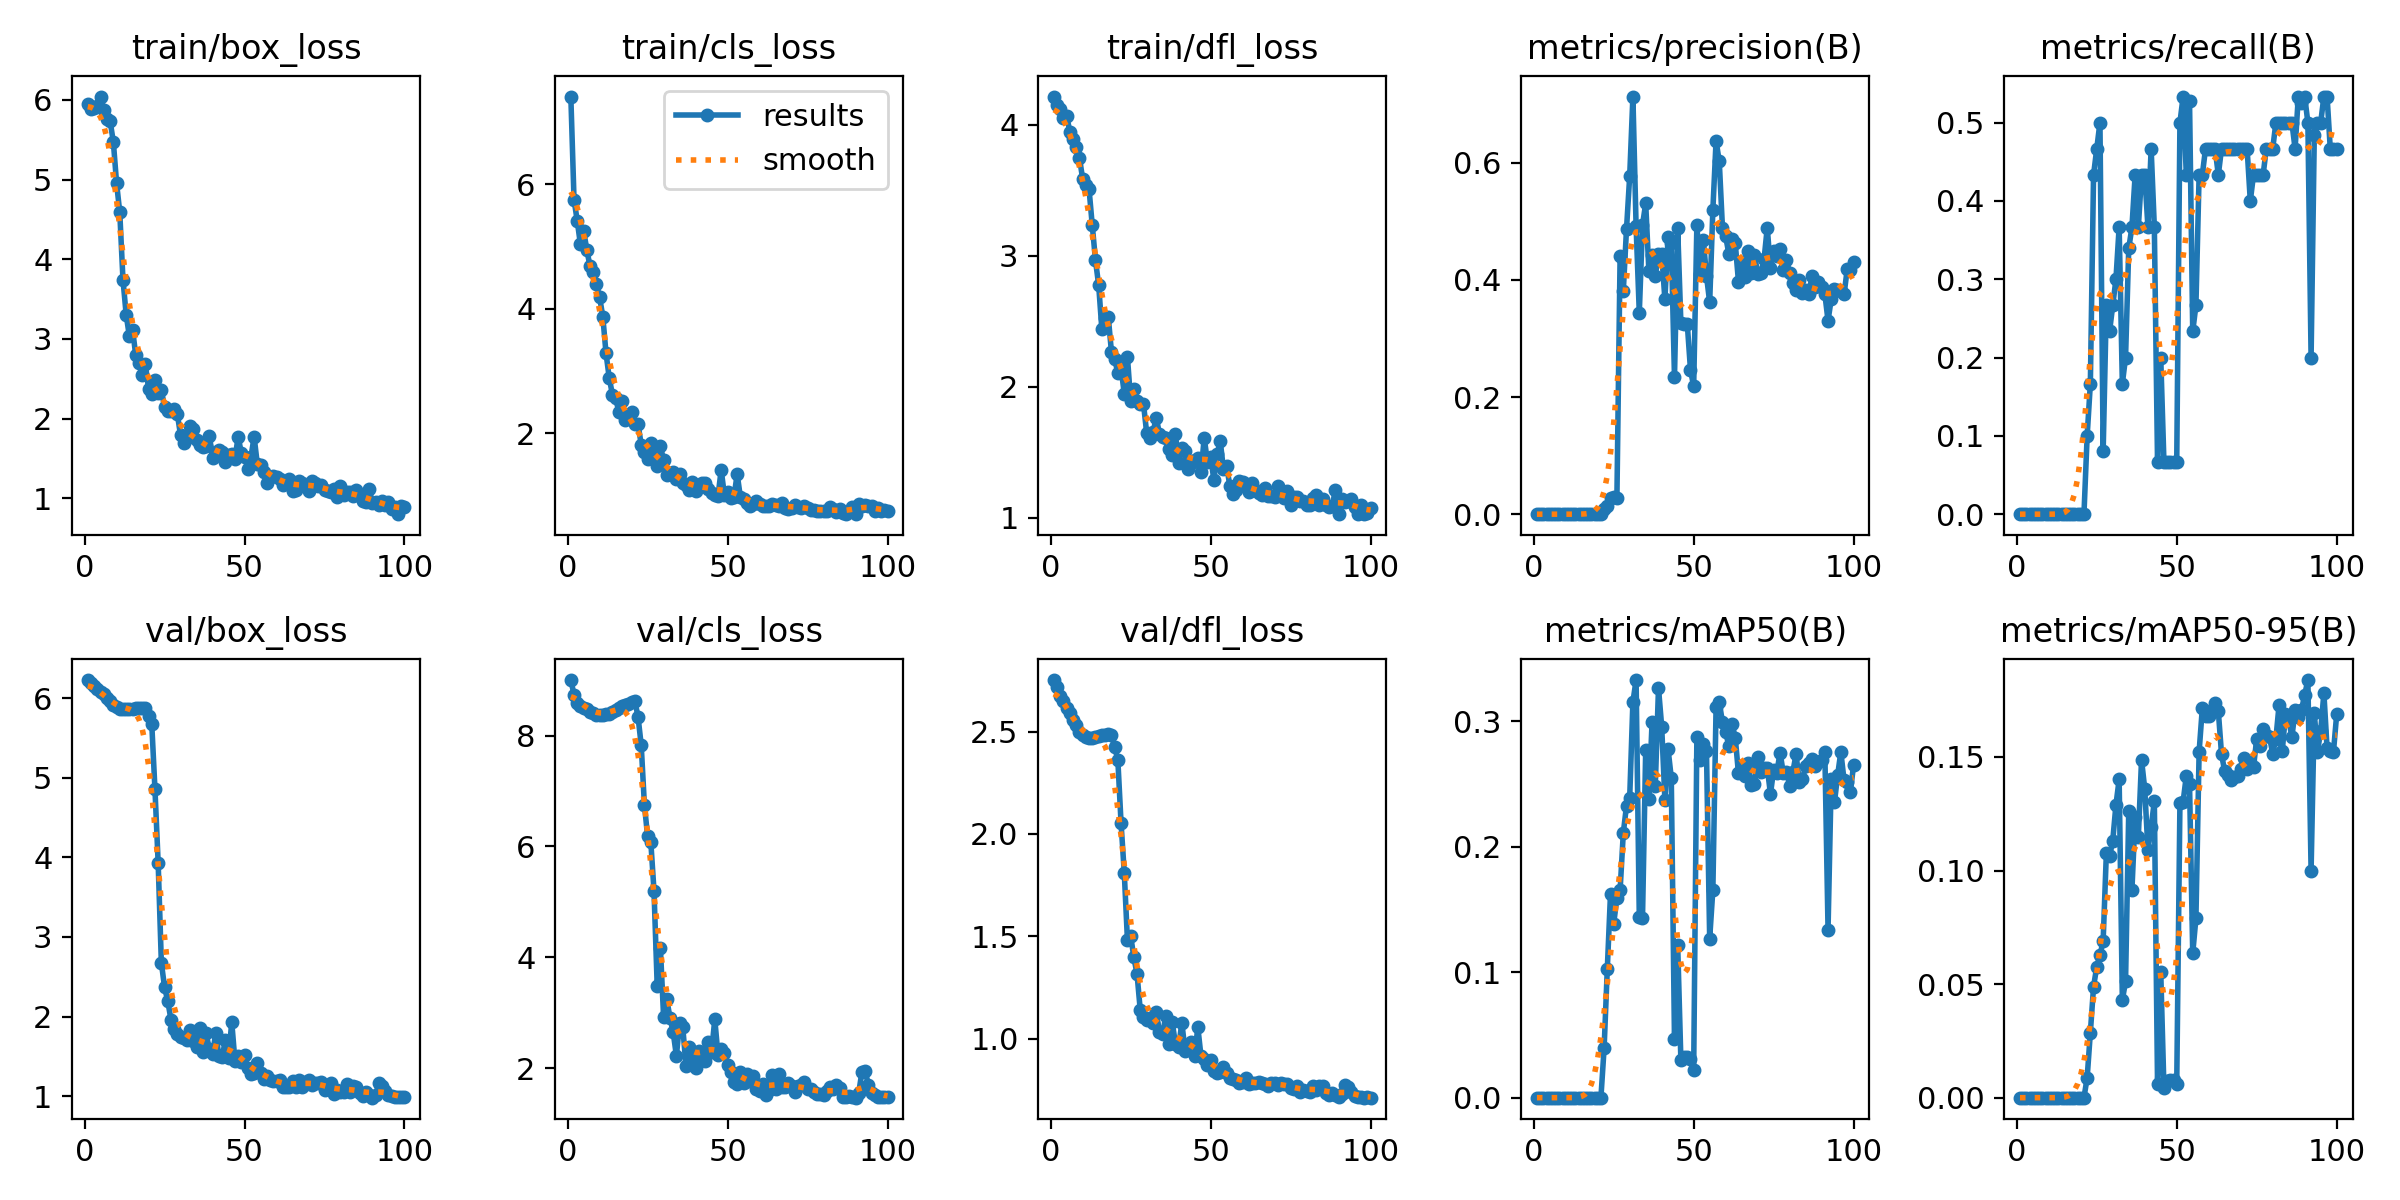 train/box_loss
6
5
4
3
2
1
0 50 100
train/cls_loss
results
smooth
6
4
2
0 50 100
train/dfl_loss
4
3
2
1
0 50 100
metrics/precision(B)
0.6
0.4
0.2
0.0
0 50 100
metrics/recall(B)
0.5
0.4
0.3
0.2
0.1
0.0
0 50 100
val/box_loss
6
5
4
3
2
1
0 50 100
val/cls_loss
8
6
4
2
0 50 100
val/dfl_loss
2.5
2.0
1.5
1.0
0 50 100
metrics/mAP50(B)
0.3
0.2
0.1
0.0
0 50 100
metrics/mAP50-95(B)
0.15
0.10
0.05
0.00
0 50 100